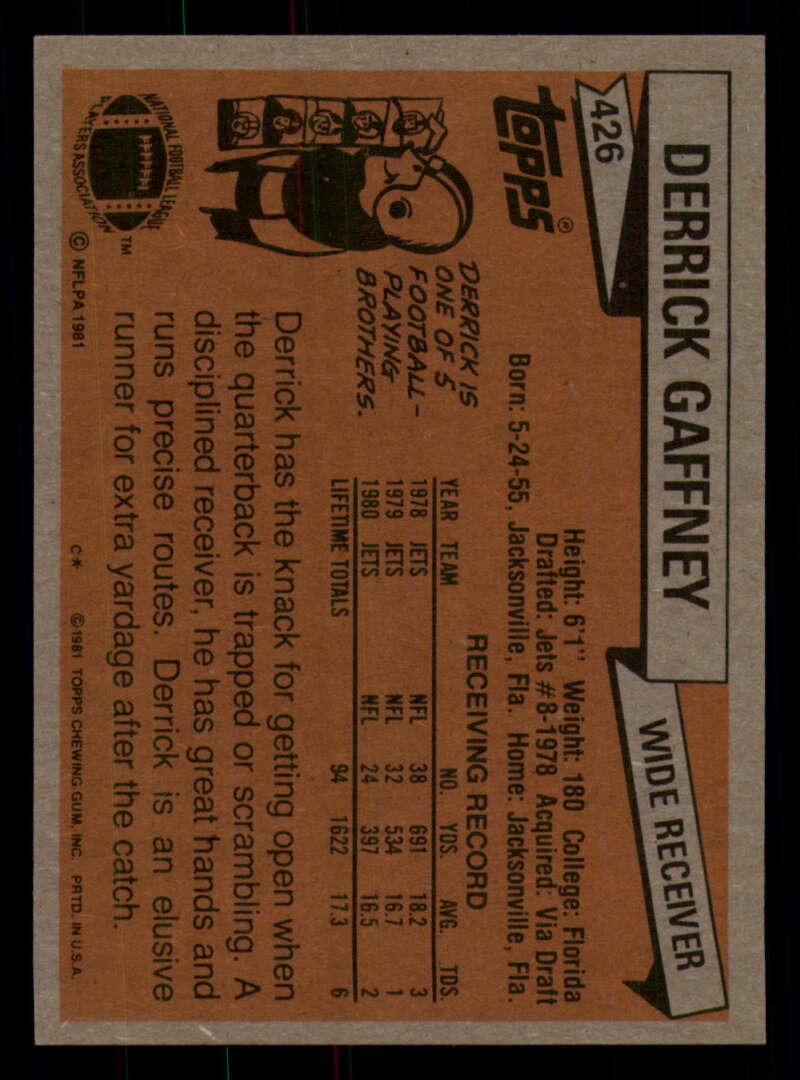 DERRICK GAFFNEY
WIDE RECEIVER
426
topps®
Height: 6'1" Weight: 180 College: Florida
Drafted: Jets #8-1978 Acquired: Via Draft
Born: 5-24-55, Jacksonville, Fla. Home: Jacksonville, Fla.
DERRICK IS
ONE OF 5
FOOTBALL-
PLAYING
BROTHERS.
RECEIVING RECORD
YEAR TEAM NO. YDS. AVG. TDS.
1978 JETS NFL 38 691 18.2 3
1979 JETS NFL 32 534 16.7 1
1980 JETS NFL 24 397 16.5 2
LIFETIME TOTALS 94 1622 17.3 6
Derrick has the knack for getting open when
the quarterback is trapped or scrambling. A
disciplined receiver, he has great hands and
runs precise routes. Derrick is an elusive
runner for extra yardage after the catch.
NATIONAL FOOTBALL LEAGUE
PLAYERS ASSOCIATION
TM
© NFLPA 1981
C* © 1981 TOPPS CHEWING GUM, INC. PRTD. IN U.S.A.